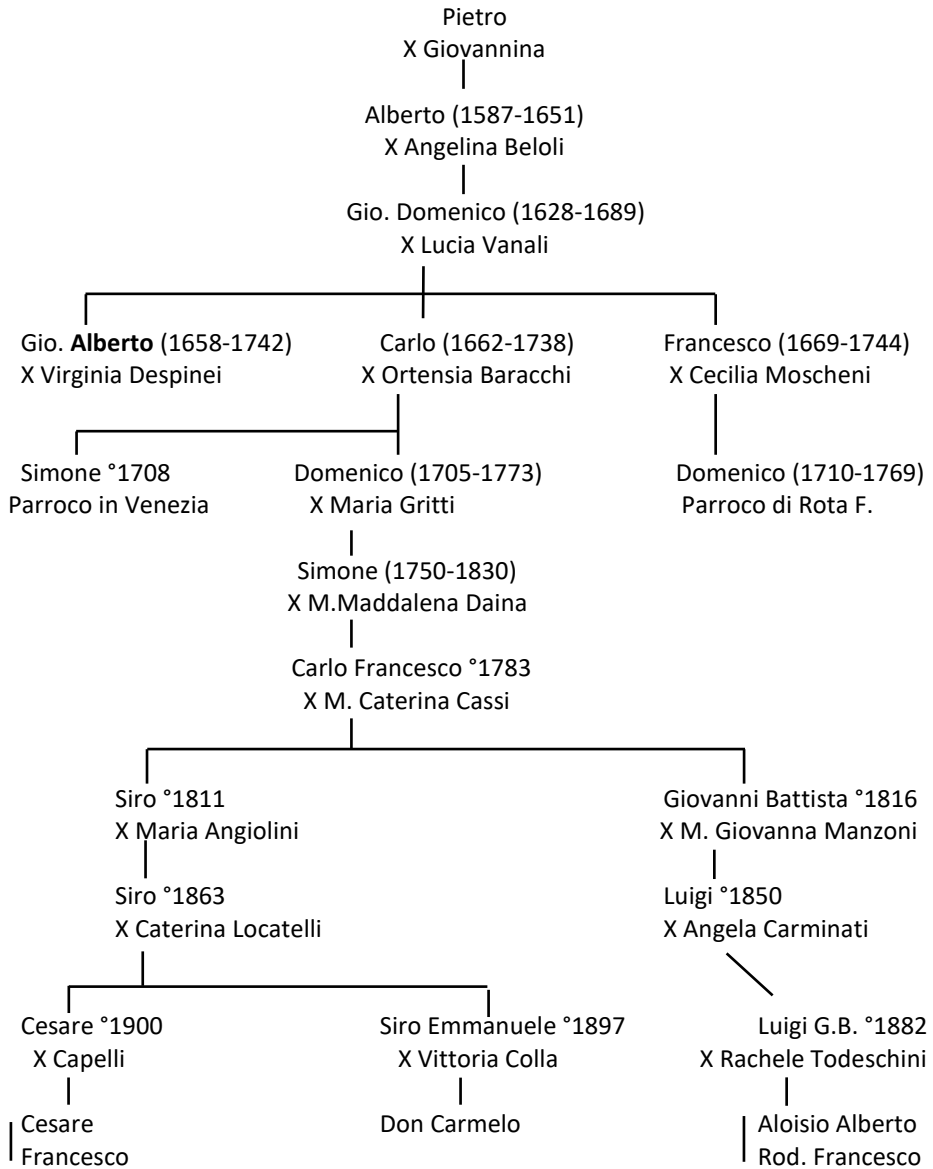 Pietro
X Giovannina
Alberto (1587-1651)
X Angelina Beloli
Gio. Domenico (1628-1689)
X Lucia Vanali
Gio. Alberto (1658-1742)
X Virginia Despinei
Carlo (1662-1738)
X Ortensia Baracchi
Francesco (1669-1744)
X Cecilia Moscheni
Simone °1708
Parroco in Venezia
Domenico (1705-1773)
X Maria Gritti
Domenico (1710-1769)
Parroco di Rota F.
Simone (1750-1830)
X M.Maddalena Daina
Carlo Francesco °1783
X M. Caterina Cassi
Siro °1811
X Maria Angiolini
Giovanni Battista °1816
X M. Giovanna Manzoni
Siro °1863
X Caterina Locatelli
Luigi °1850
X Angela Carminati
Cesare °1900
X Capelli
Siro Emmanuele °1897
X Vittoria Colla
Luigi G.B. °1882
X Rachele Todeschini
Cesare
Francesco
Don Carmelo
Aloisio Alberto
Rod. Francesco